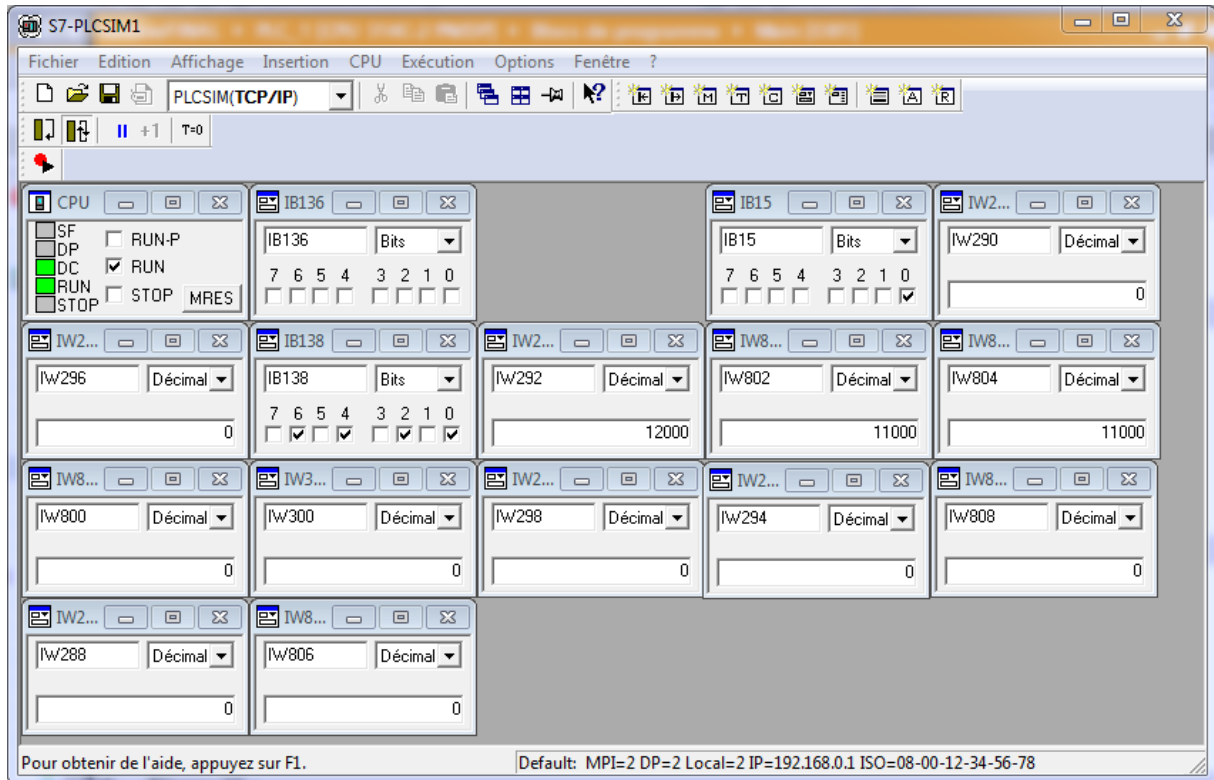 S7-PLCSIM1
Fichier Edition Affichage Insertion CPU Exécution Options Fenêtre ?
PLCSIM(TCP/IP)
+1 T=0
CPU IB136 IB15 IW2...
SF
DP
DC
RUN
STOP
RUN-P
RUN
STOP MRES
IB136 Bits
7 6 5 4 3 2 1 0
IB15 Bits
7 6 5 4 3 2 1 0
IW290 Décimal
0
IW2... IB138 IW2... IW8... IW8...
IW296 Décimal
0
IB138 Bits
7 6 5 4 3 2 1 0
IW292 Décimal
12000
IW802 Décimal
11000
IW804 Décimal
11000
IW8... IW3... IW2... IW2... IW8...
IW800 Décimal
0
IW300 Décimal
0
IW298 Décimal
0
IW294 Décimal
0
IW808 Décimal
0
IW2... IW8...
IW288 Décimal
0
IW806 Décimal
0
Pour obtenir de l'aide, appuyez sur F1.
Default: MPI=2 DP=2 Local=2 IP=192.168.0.1 ISO=08-00-12-34-56-78